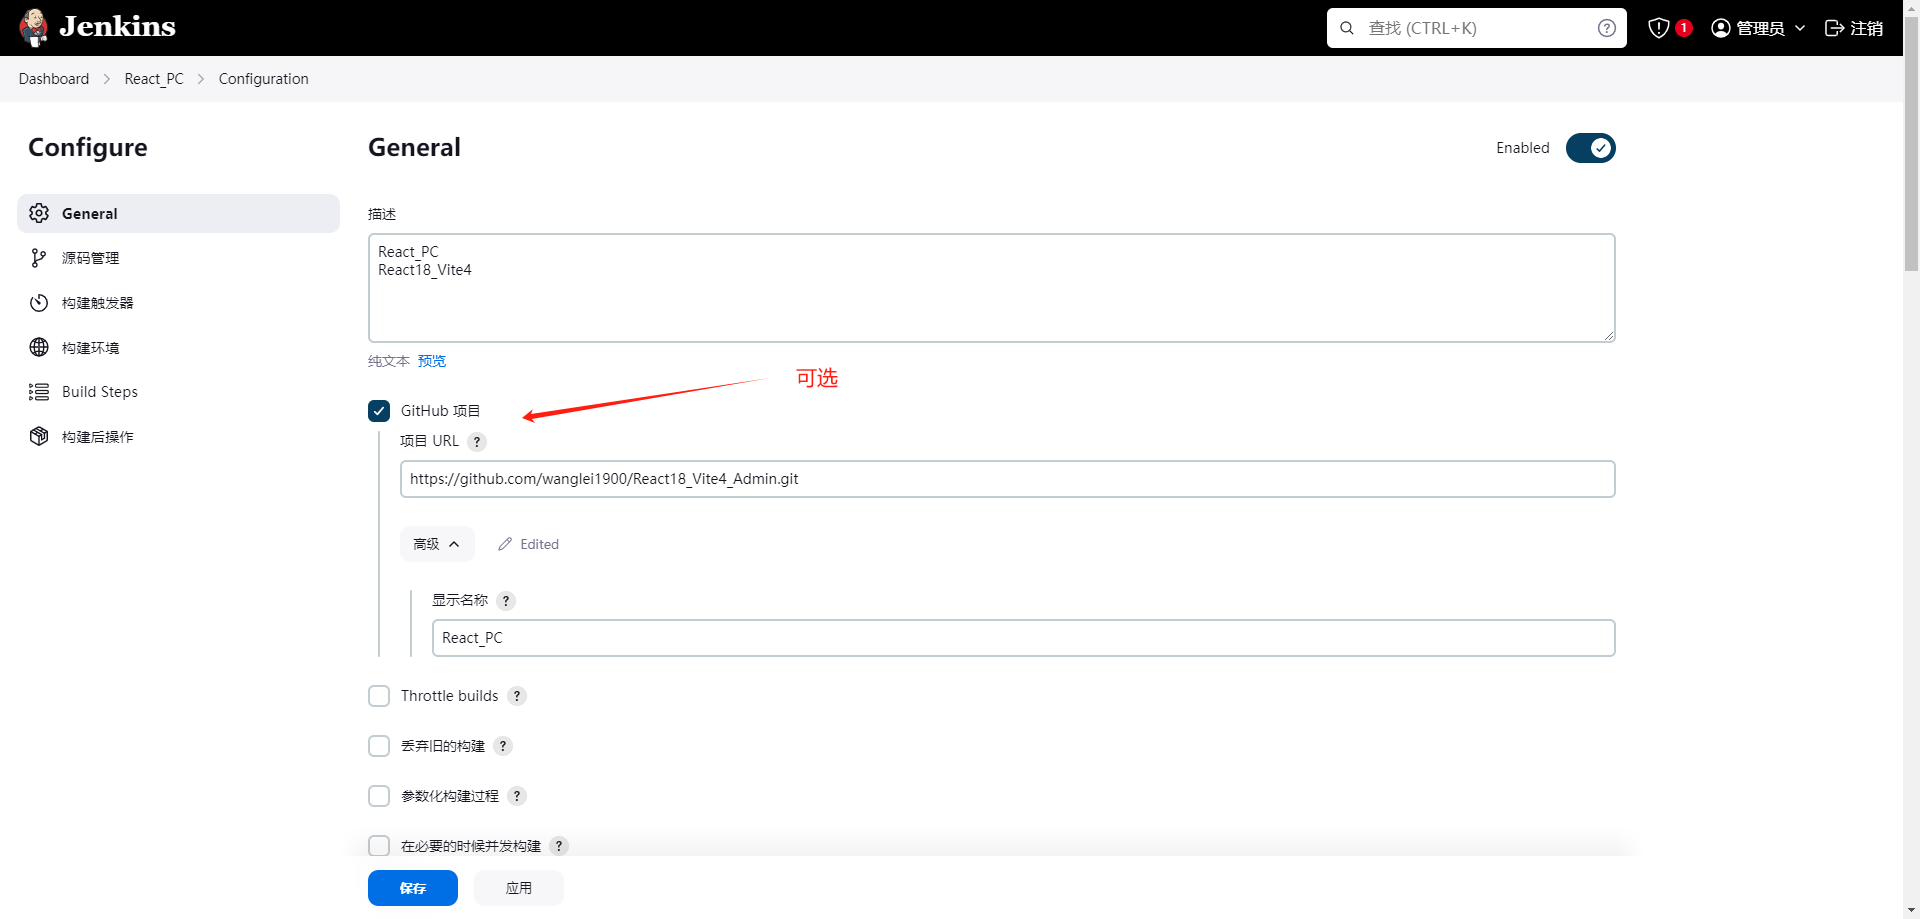 Jenkins
查找 (CTRL+K)
1
管理员
注销
Dashboard
React_PC
Configuration
Configure
General
源码管理
构建触发器
构建环境
Build Steps
构建后操作
General
Enabled
描述
React_PC
React18_Vite4
纯文本 预览
可选
GitHub 项目
项目 URL ?
https://github.com/wanglei1900/React18_Vite4_Admin.git
高级
Edited
显示名称 ?
React_PC
Throttle builds ?
丢弃旧的构建 ?
参数化构建过程 ?
在必要的时候并发构建 ?
保存
应用